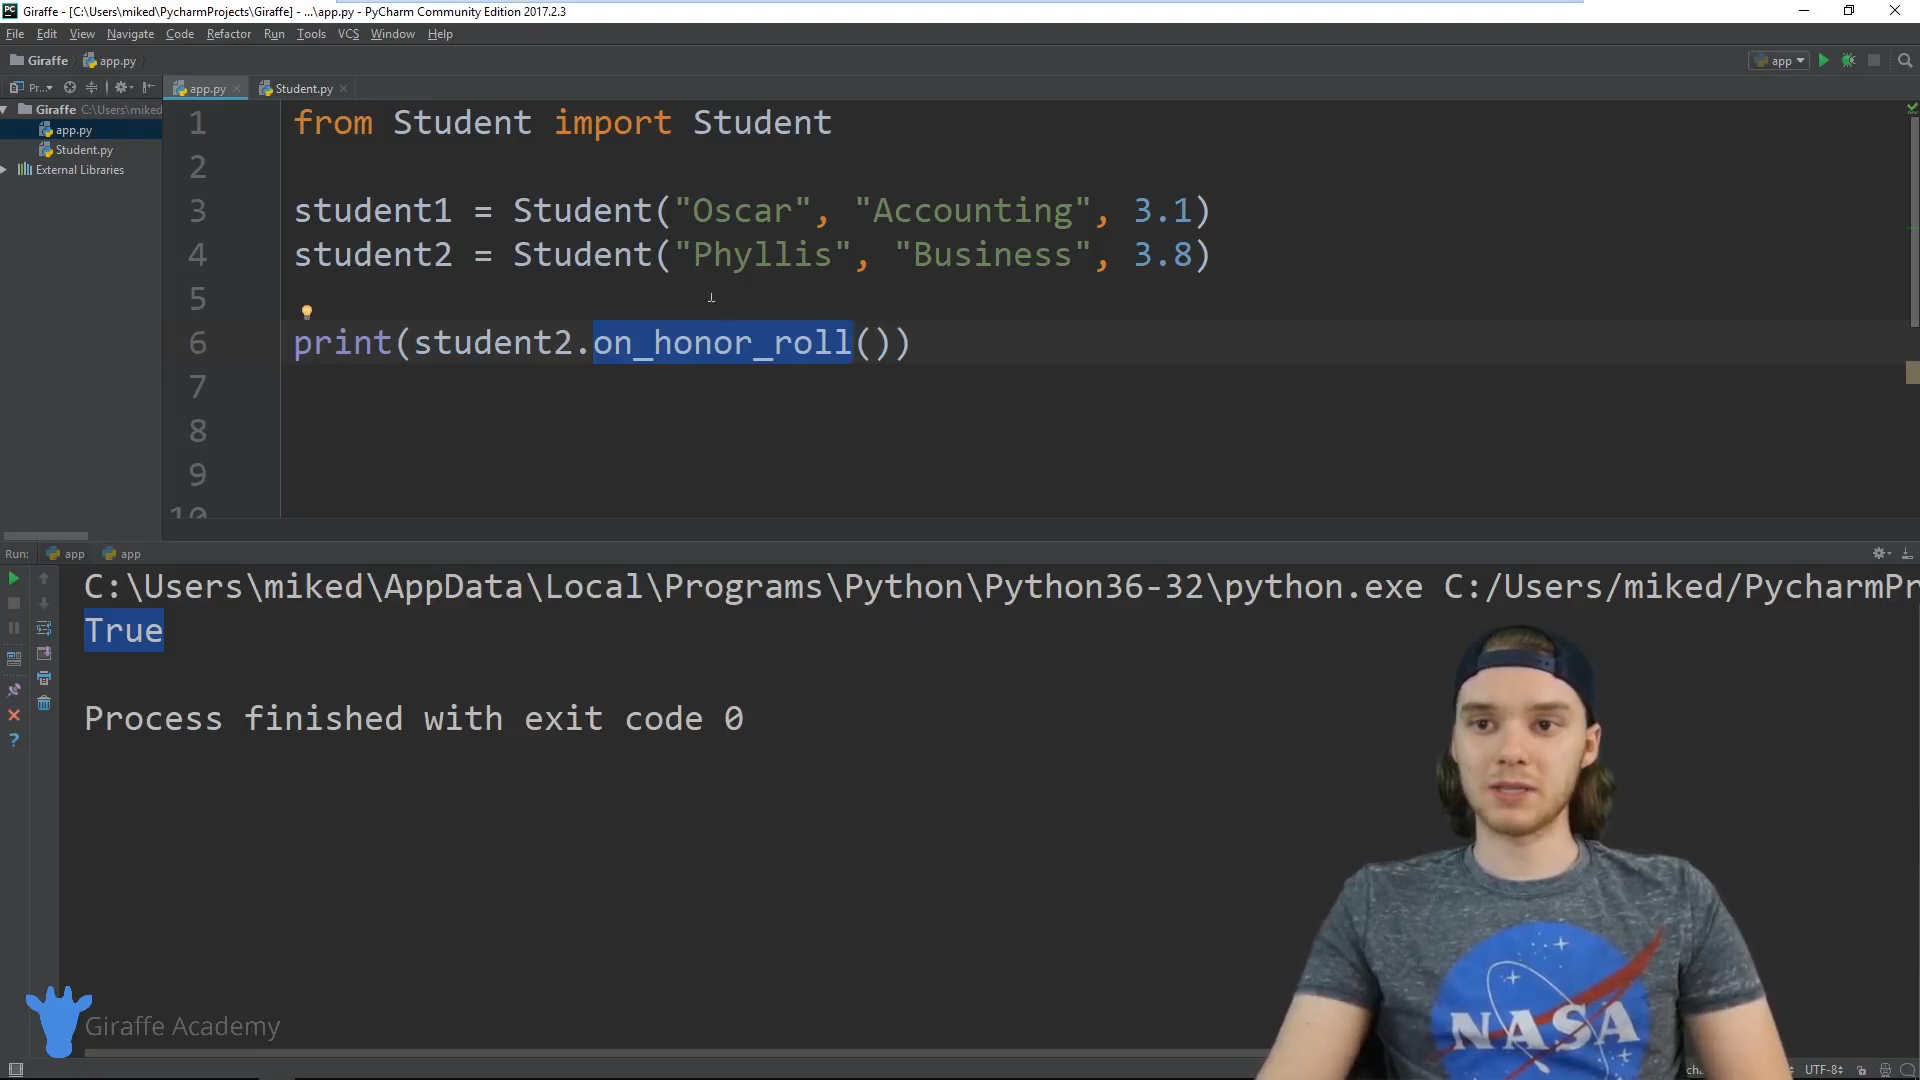 Giraffe - [C:\Users\miked\PycharmProjects\Giraffe] - ...\app.py - PyCharm Community Edition 2017.2.3
File Edit View Navigate Code Refactor Run Tools VCS Window Help
Giraffe app.py app
Pr... app.py Student.py
Giraffe C:\Users\miked
app.py
Student.py
External Libraries
1 from Student import Student
2
3 student1 = Student("Oscar", "Accounting", 3.1)
4 student2 = Student("Phyllis", "Business", 3.8)
5
6 print(student2.on_honor_roll())
7
8
9
10
Run: app app
C:\Users\miked\AppData\Local\Programs\Python\Python36-32\python.exe C:/Users/miked/PycharmPr
True
Process finished with exit code 0
NASA
Giraffe Academy
UTF-8